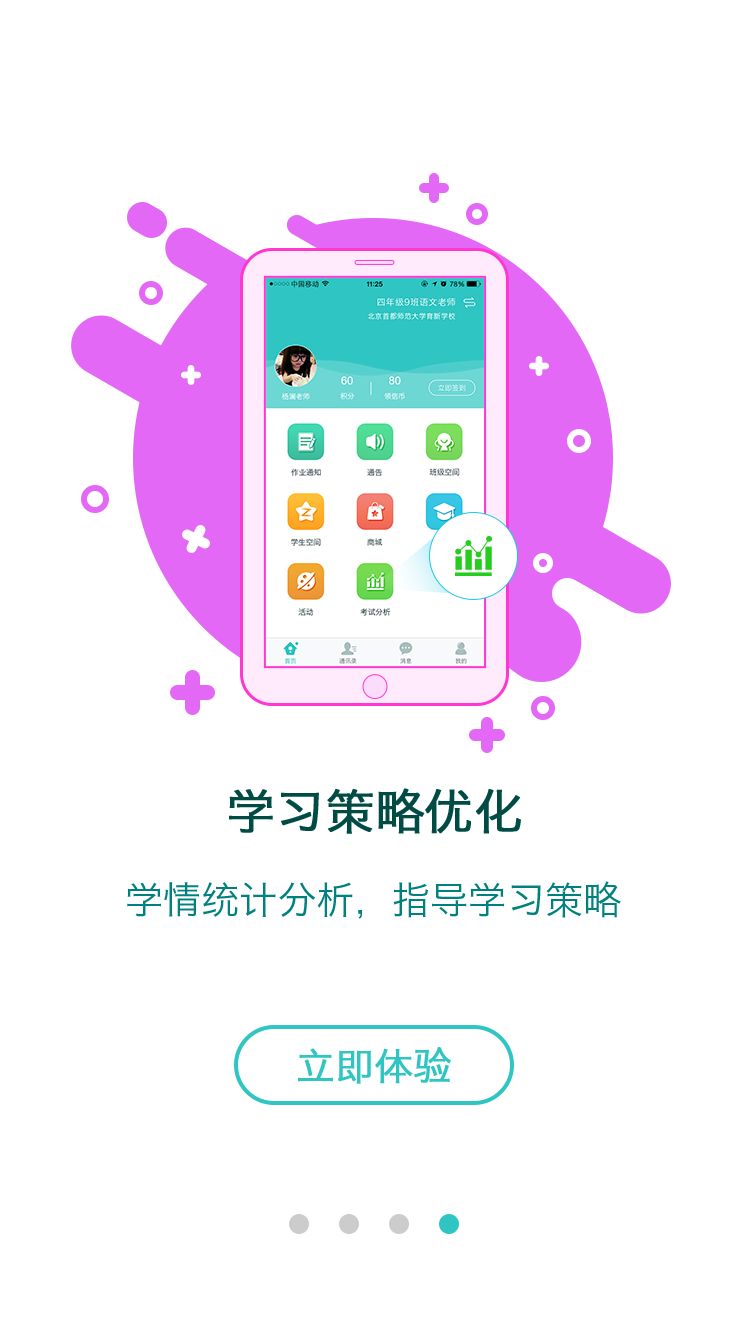 中国移动 11:25 78%
四年级9班语文老师
北京首都师范大学育新学校
60 80
杨澜老师 积分 领信币 立即签到
作业通知 通告 班级空间
学生空间 商城
活动 考试分析
首页 通讯录 消息 我的
学习策略优化
学情统计分析，指导学习策略
立即体验